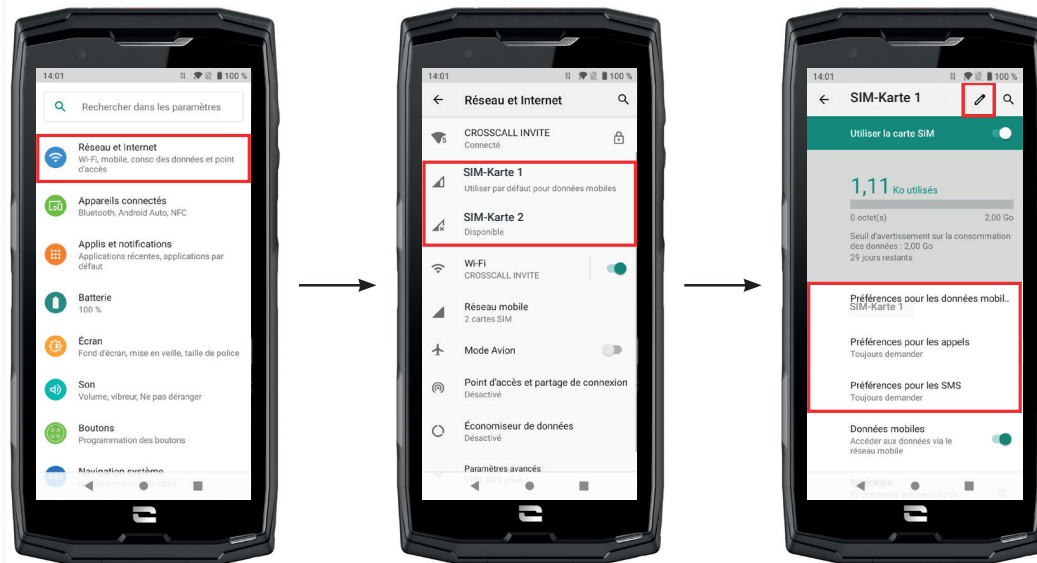 14:01
100 %
Rechercher dans les paramètres
Réseau et Internet
Wi-Fi, mobile, conso des données et point
d'accès
Appareils connectés
Bluetooth, Android Auto, NFC
Applis et notifications
Applications récentes, applications par
défaut
Batterie
100 %
Écran
Fond d'écran, mise en veille, taille de police
Son
Volume, vibreur, Ne pas déranger
Boutons
Programmation des boutons
Navigation système
14:01
100 %
Réseau et Internet
5
CROSSCALL INVITE
Connecté
SIM-Karte 1
Utiliser par défaut pour données mobiles
SIM-Karte 2
Disponible
Wi-Fi
CROSSCALL INVITE
Réseau mobile
2 cartes SIM
Mode Avion
Point d'accès et partage de connexion
Désactivé
Économiseur de données
Désactivé
Paramètres avancés
14:01
100 %
SIM-Karte 1
Utiliser la carte SIM
1,11 Ko utilisés
0 octet(s) 2,00 Go
Seuil d'avertissement sur la consommation
des données : 2,00 Go
29 jours restants
Préférences pour les données mobil..
SIM-Karte 1
Préférences pour les appels
Toujours demander
Préférences pour les SMS
Toujours demander
Données mobiles
Accéder aux données via le
réseau mobile